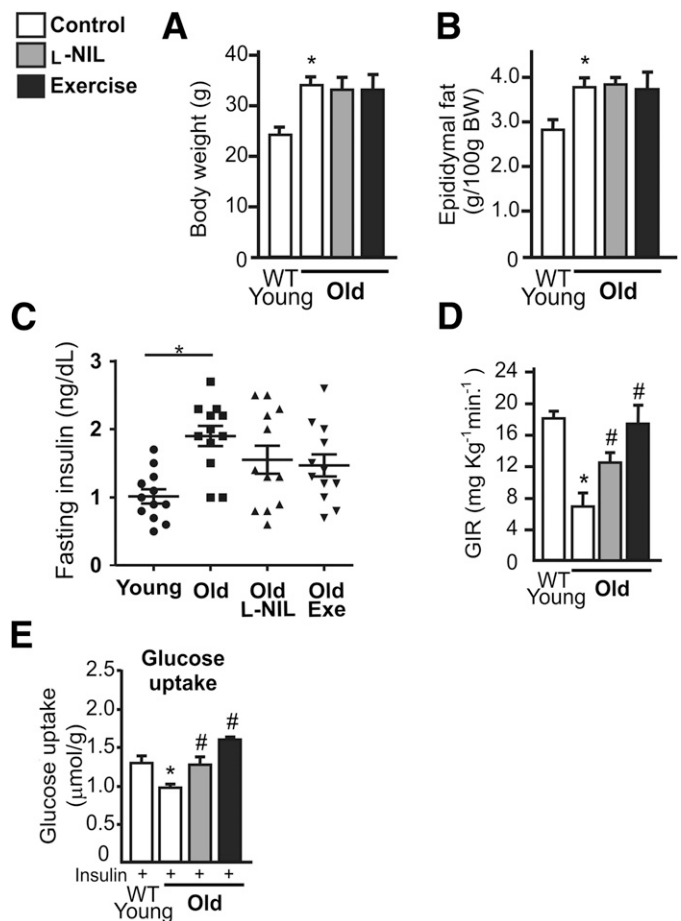 Control
L-NIL
Exercise
A
Body weight (g)
40
30
20
10
0
*
WT
Young
Old
B
Epididymal fat
(g/100g BW)
4.0
3.0
2.0
1.0
0
*
WT
Young
Old
C
Fasting insulin (ng/dL)
3
2
1
0
*
Young
Old
Old
L-NIL
Old
Exe
D
GIR (mg Kg-1min:1 )
24
20
16
12
8
4
0
*
#
#
WT
Young
Old
E
Glucose
uptake
Glucose uptake
(μmol/g)
2.5
2.0
1.5
1.0
0.5
0
*
#
#
Insulin + + + +
WT
Young
Old